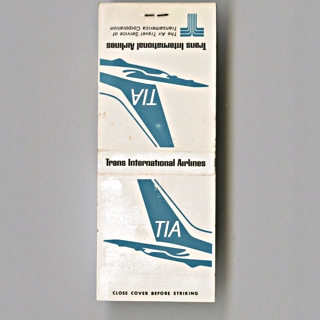 The Air Travel Service of
Transamerica Corporation
Trans International Airlines
TIA
Trans International Airlines
TIA
CLOSE COVER BEFORE STRIKING